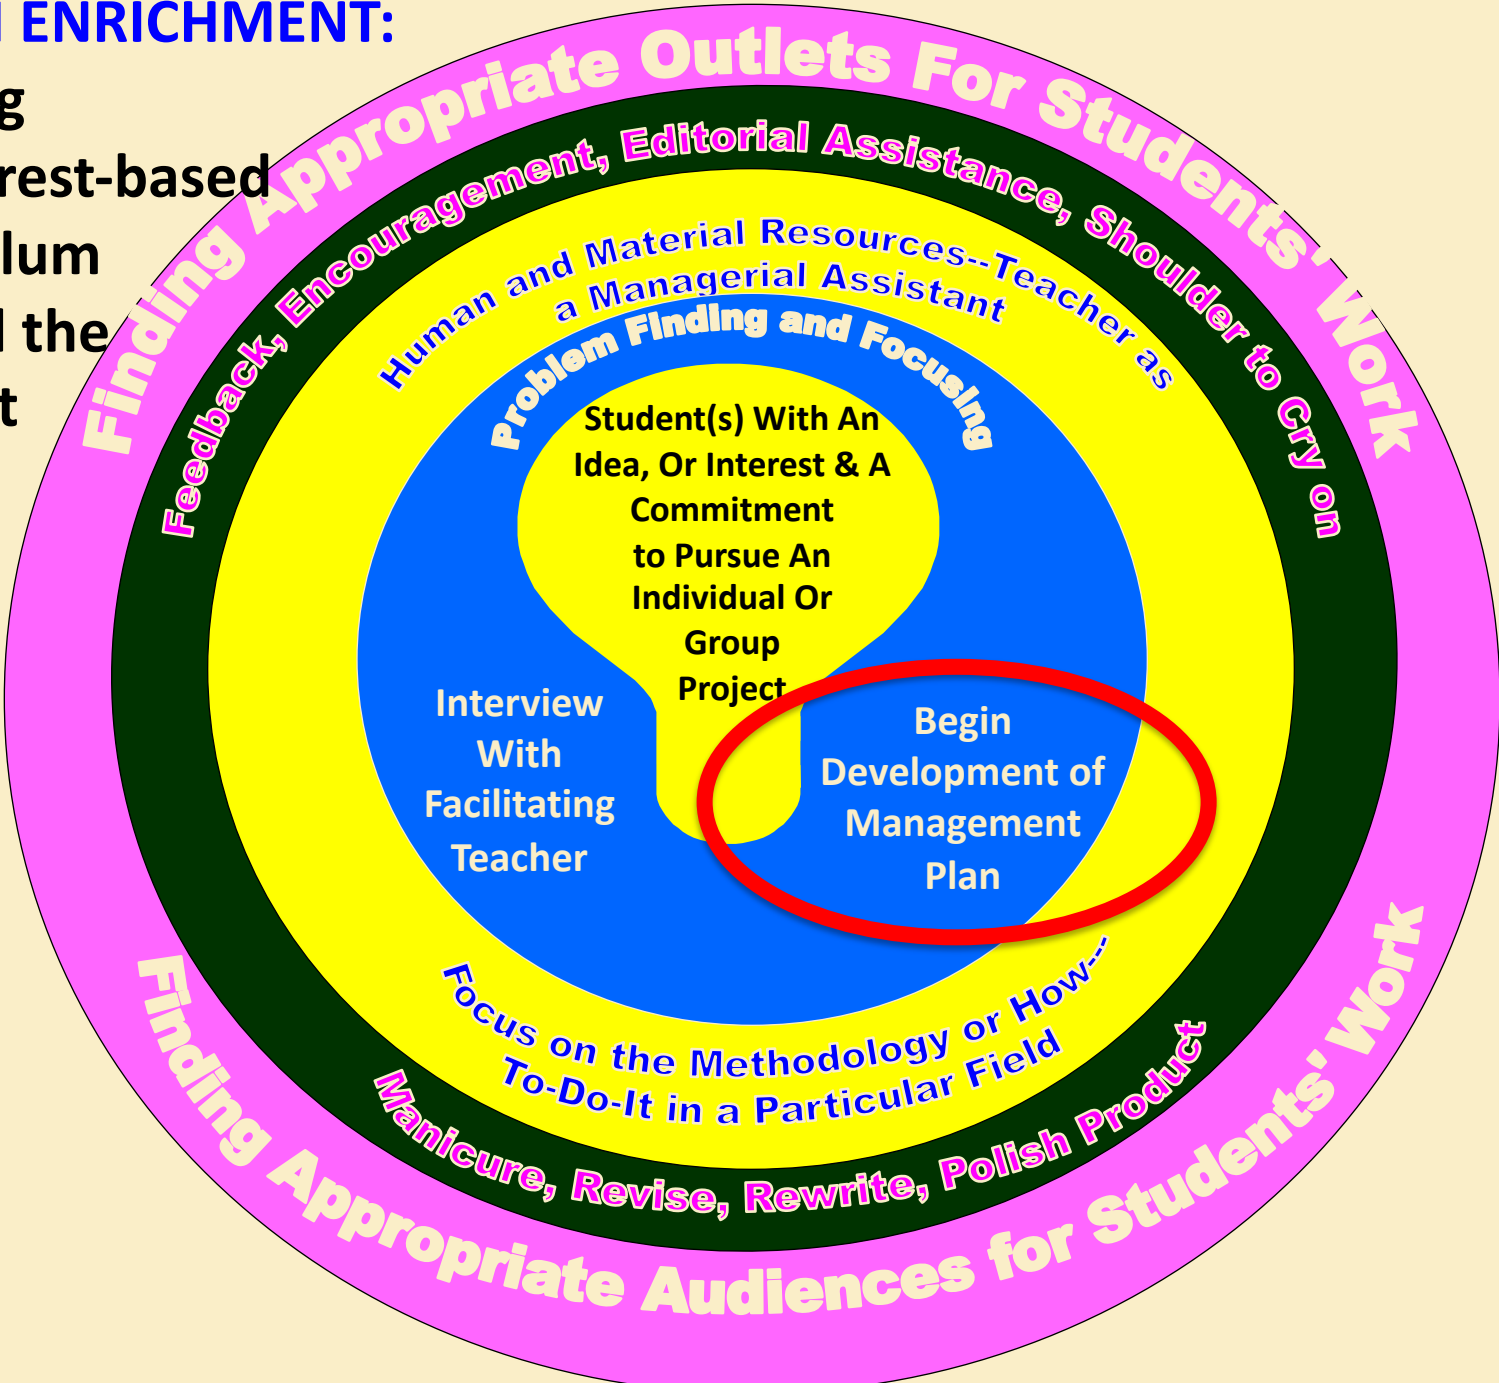 ENRICHMENT:
g
rest-based
lum
the
t
Finding Appropriate Outlets For Students' Work
Feedback, Encouragement, Editorial Assistance, Shoulder to Cry on
Human and Material Resources--Teacher as
a Managerial Assistant
Problem Finding and Focusing
Student(s) With An
Idea, Or Interest & A
Commitment
to Pursue An
Individual Or
Group
Project
Interview
With
Facilitating
Teacher
Begin
Development of
Management
Plan
Focus on the Methodology or How---
To-Do-It in a Particular Field
Manicure, Revise, Rewrite, Polish Product
Finding Appropriate Audiences for Students' Work